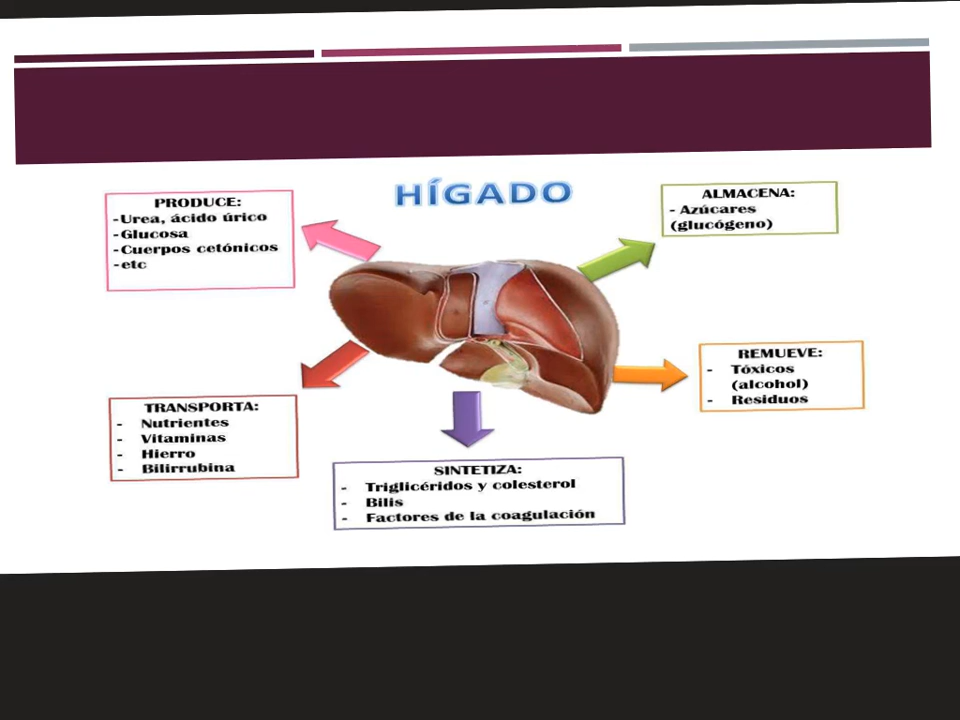 HÍGADO
PRODUCE:
-Urea, ácido úrico
-Glucosa
-Cuerpos cetónicos
-etc
ALMACENA:
- Azúcares
(glucógeno)
REMUEVE:
- Tóxicos
(alcohol)
- Residuos
TRANSPORTA:
- Nutrientes
- Vitaminas
- Hierro
- Bilirrubina
SINTETIZA:
- Triglicéridos y colesterol
- Bilis
- Factores de la coagulación